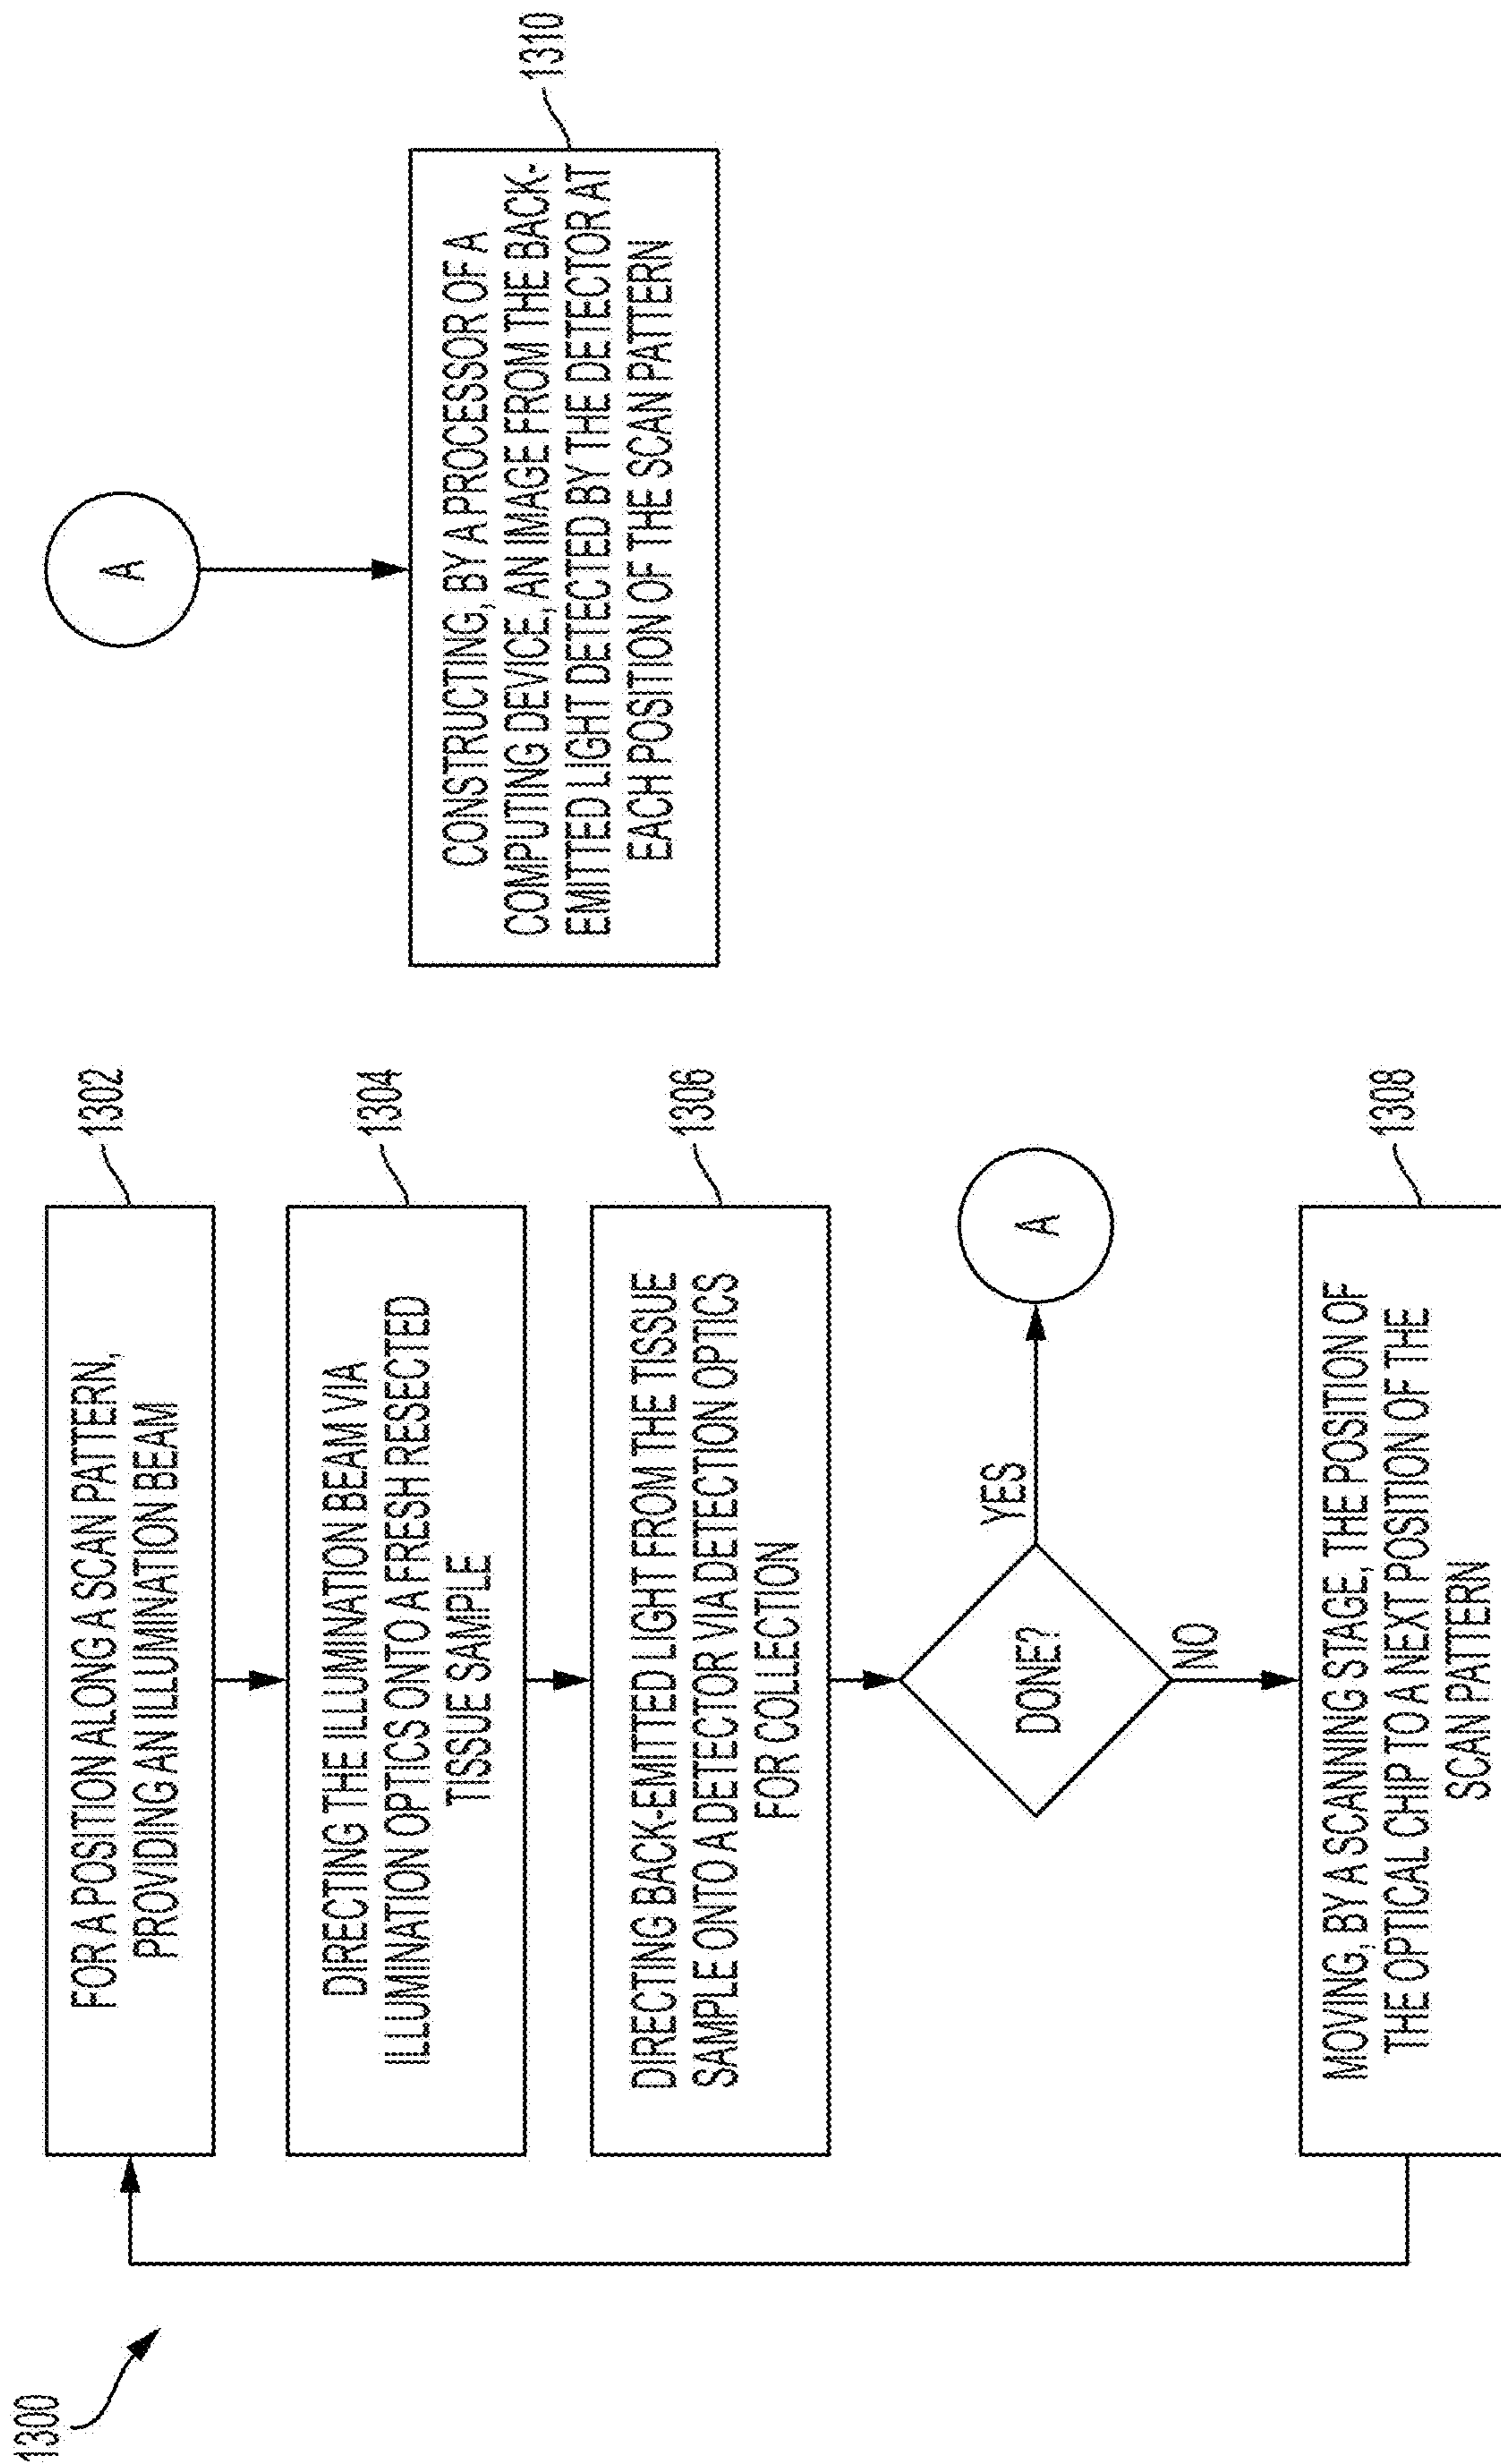 1300
FOR A POSITION ALONG A SCAN PATTERN,
PROVIDING AN ILLUMINATION BEAM
1302
DIRECTING THE ILLUMINATION BEAM VIA
ILLUMINATION OPTICS ONTO A FRESH RESECTED
TISSUE SAMPLE
1304
DIRECTING BACK-EMITTED LIGHT FROM THE TISSUE
SAMPLE ONTO A DETECTOR VIA DETECTION OPTICS
FOR COLLECTION
1306
DONE?
YES
A
NO
MOVING, BY A SCANNING STAGE, THE POSITION OF
THE OPTICAL CHIP TO A NEXT POSITION OF THE
SCAN PATTERN
1308
A
CONSTRUCTING, BY A PROCESSOR OF A
COMPUTING DEVICE, AN IMAGE FROM THE BACK-
EMITTED LIGHT DETECTED BY THE DETECTOR AT
EACH POSITION OF THE SCAN PATTERN
1310